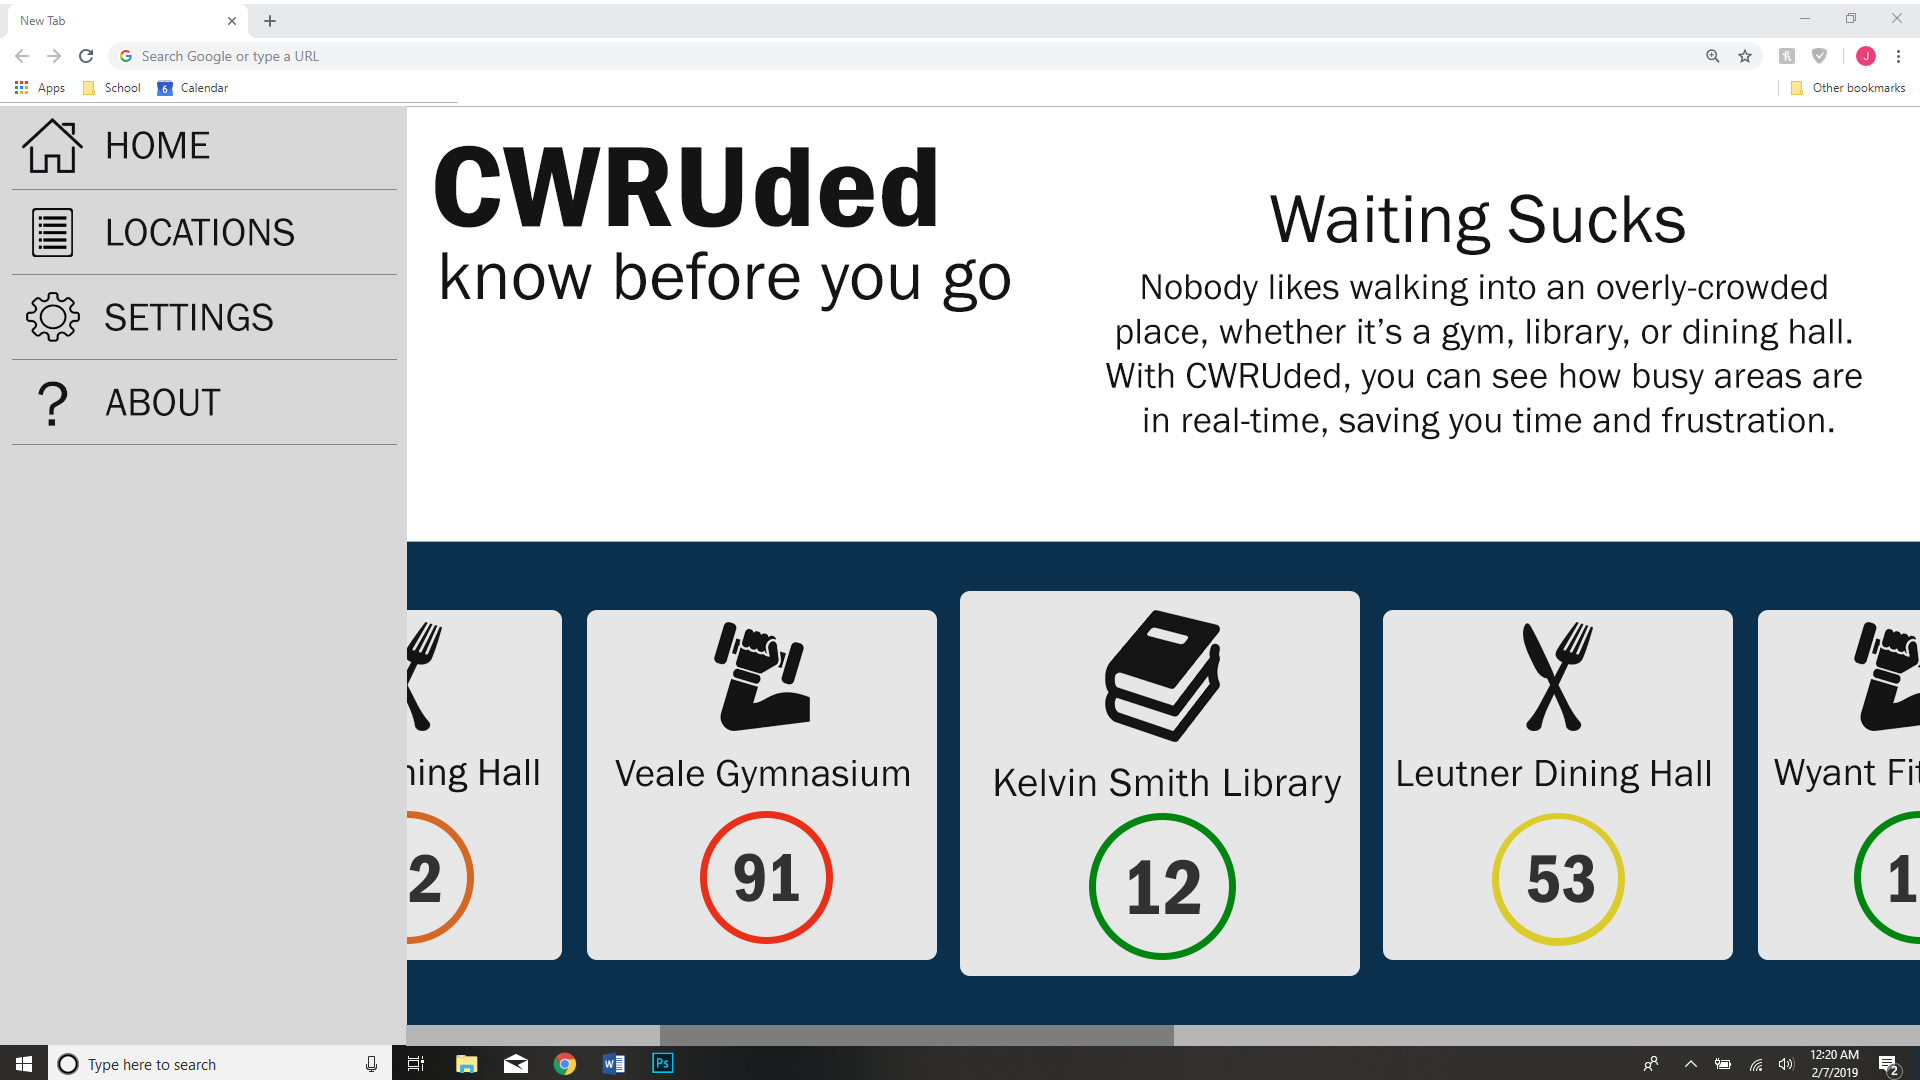 New Tab
Search Google or type a URL
Apps School 6 Calendar Other bookmarks
J
HOME
LOCATIONS
SETTINGS
? ABOUT
CWRUded
know before you go
Waiting Sucks
Nobody likes walking into an overly-crowded
place, whether it’s a gym, library, or dining hall.
With CWRUded, you can see how busy areas are
in real-time, saving you time and frustration.
Hall
2
Veale Gymnasium
91
Kelvin Smith Library
12
Leutner Dining Hall
53
Wyant
1
Type here to search
W
Ps
12:20 AM
2/7/2019
2